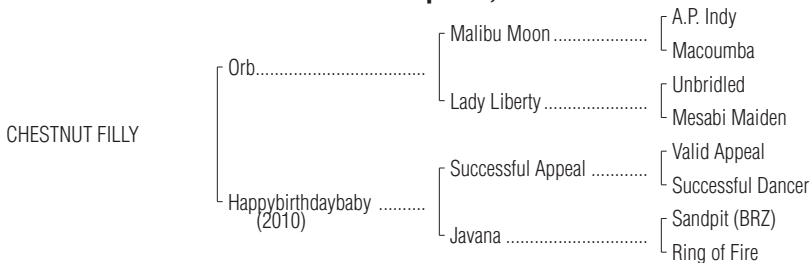 A.P. Indy
Malibu Moon ........................
Macoumba
Orb..................................
Unbridled
Lady Liberty..........................
Mesabi Maiden
CHESTNUT FILLY
Valid Appeal
Successful Appeal ..............
Successful Dancer
Happybirthdaybaby ..........
(2010)
Sandpit (BRZ)
Javana ...................................
Ring of Fire